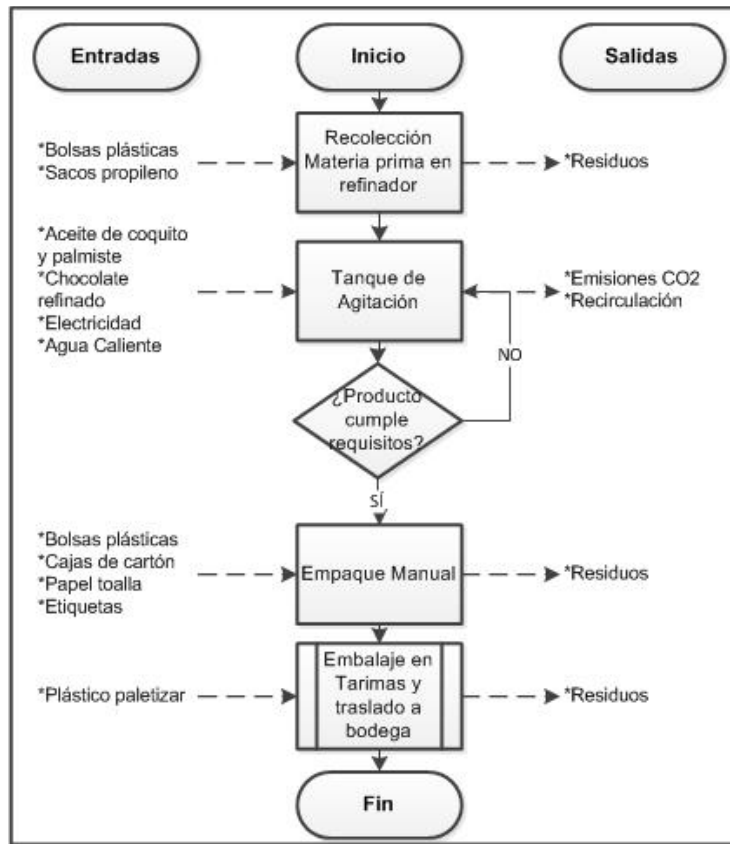 Entradas
Inicio
Salidas
*Bolsas plásticas
*Sacos propileno
Recolección
Materia prima en
refinador
*Residuos
*Aceite de coquito
y palmiste
*Chocolate
refinado
*Electricidad
*Agua Caliente
Tanque de
Agitación
*Emisiones CO2
*Recirculación
NO
¿Producto
cumple
requisitos?
SÍ
*Bolsas plásticas
*Cajas de cartón
*Papel toalla
*Etiquetas
Empaque Manual
*Residuos
*Plástico paletizar
Embalaje en
Tarimas y
traslado a
bodega
*Residuos
Fin